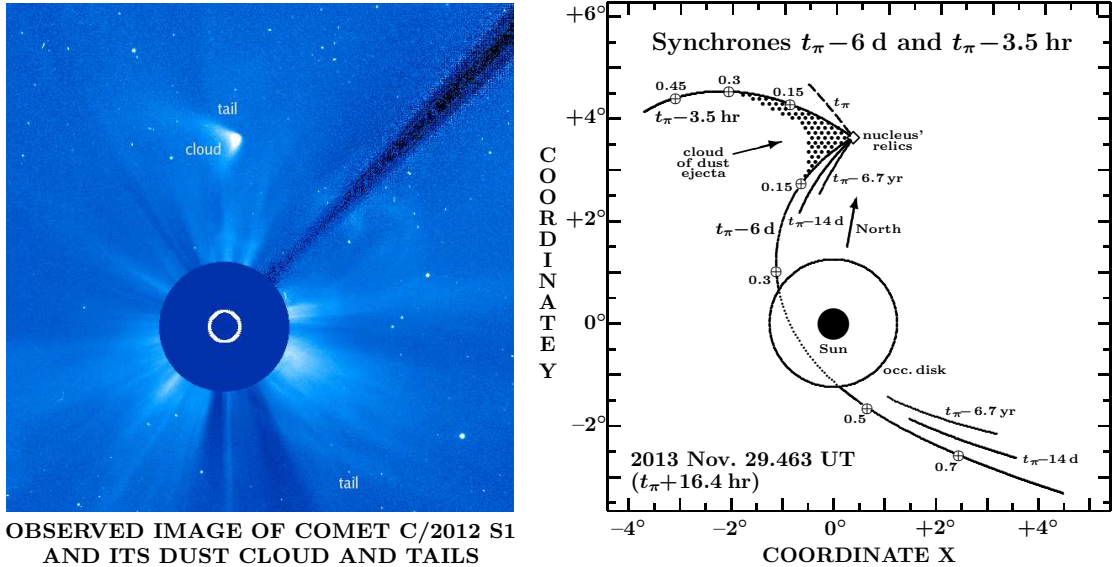 tail
cloud
tail
OBSERVED IMAGE OF COMET C/2012 S1
AND ITS DUST CLOUD AND TAILS
Synchrones tπ−6 d and tπ−3.5 hr
+6°
+4°
+2°
0°
−2°
COORDINATE Y
0.45
0.3
0.15
tπ
tπ−3.5 hr
nucleus'
relics
cloud
of dust
ejecta
0.15
tπ−6.7 yr
tπ−14 d
tπ−6 d
North
0.3
Sun
occ. disk
tπ−6.7 yr
0.5
tπ−14 d
0.7
2013 Nov. 29.463 UT
(tπ+16.4 hr)
−4°
−2°
0°
+2°
+4°
COORDINATE X